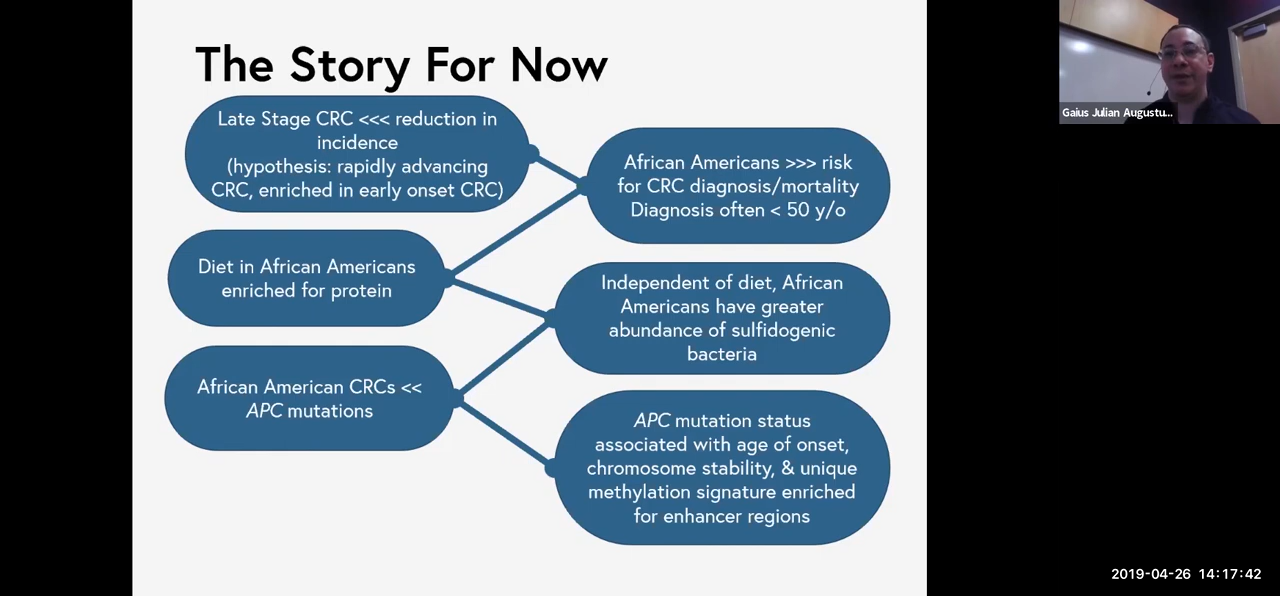 The Story For Now
Late Stage CRC <<< reduction in
incidence
(hypothesis: rapidly advancing
CRC, enriched in early onset CRC)
African Americans >>> risk
for CRC diagnosis/mortality
Diagnosis often < 50 y/o
Diet in African Americans
enriched for protein
Independent of diet, African
Americans have greater
abundance of sulfidogenic
bacteria
African American CRCs <<
APC mutations
APC mutation status
associated with age of onset,
chromosome stability, & unique
methylation signature enriched
for enhancer regions
Gaius Julian Augustu...
2019-04-26 14:17:42